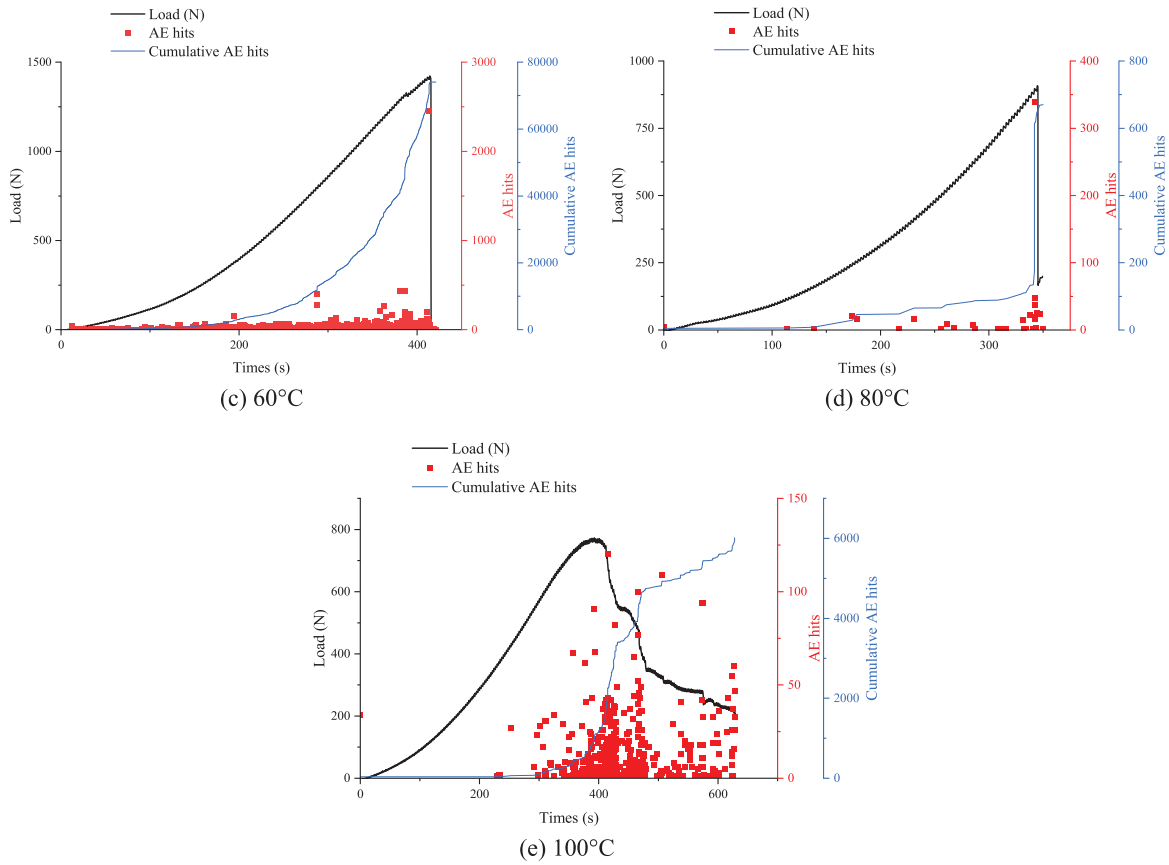 Load (N)
AE hits
Cumulative AE hits
1500
1000
500
0
Load (N)
0
200
400
Times (s)
3000
2000
1000
0
AE hits
80000
60000
40000
20000
0
Cumulative AE hits
(c) 60°C
Load (N)
AE hits
Cumulative AE hits
1000
750
500
250
0
Load (N)
0
100
200
300
Times (s)
400
300
200
100
0
AE hits
800
600
400
200
0
Cumulative AE hits
(d) 80°C
Load (N)
AE hits
Cumulative AE hits
800
600
400
200
0
Load (N)
0
200
400
600
Times (s)
150
100
50
0
AE hits
6000
4000
2000
0
Cumulative AE hits
(e) 100°C